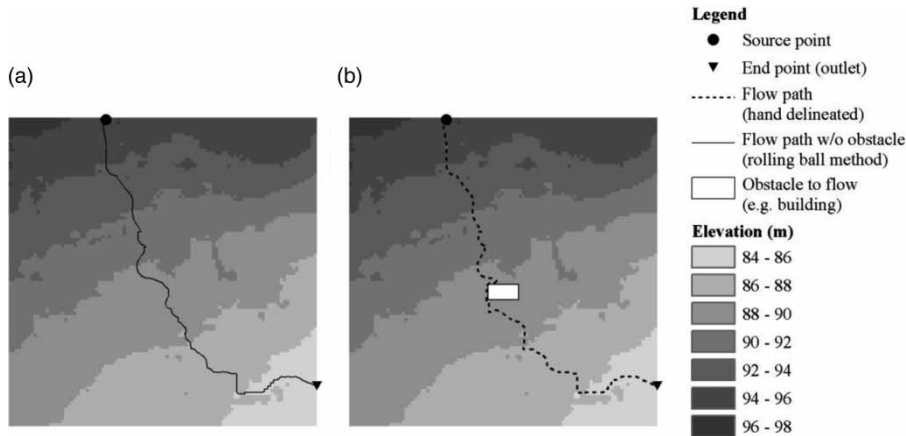 (a)
(b)
Legend
Source point
End point (outlet)
Flow path
(hand delineated)
Flow path w/o obstacle
(rolling ball method)
Obstacle to flow
(e.g. building)
Elevation (m)
84 - 86
86 - 88
88 - 90
90 - 92
92 - 94
94 - 96
96 - 98